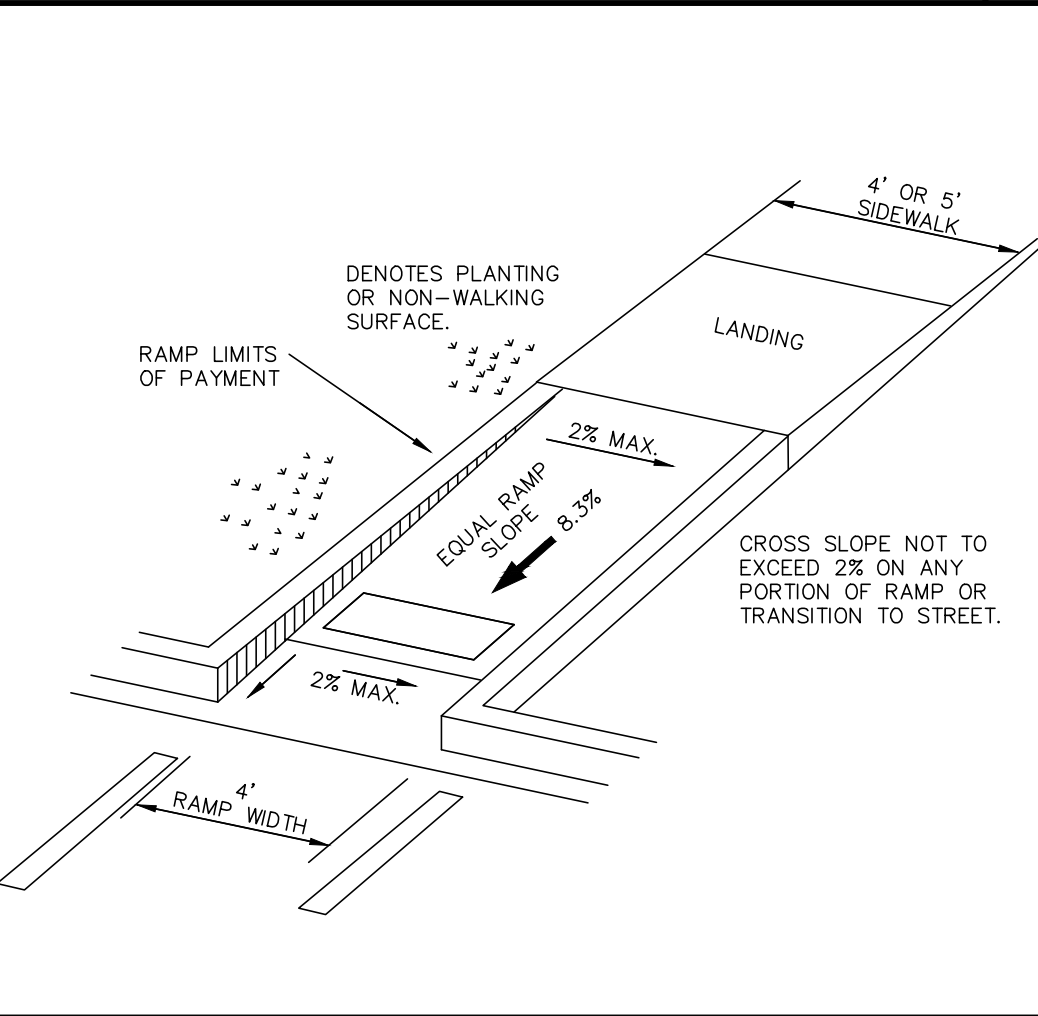 4' OR 5'
SIDEWALK
DENOTES PLANTING
OR NON-WALKING
SURFACE.
LANDING
RAMP LIMITS
OF PAYMENT
2% MAX.
EQUAL RAMP
SLOPE
8.3%
CROSS SLOPE NOT TO
EXCEED 2% ON ANY
PORTION OF RAMP OR
TRANSITION TO STREET.
2% MAX.
4'
RAMP WIDTH